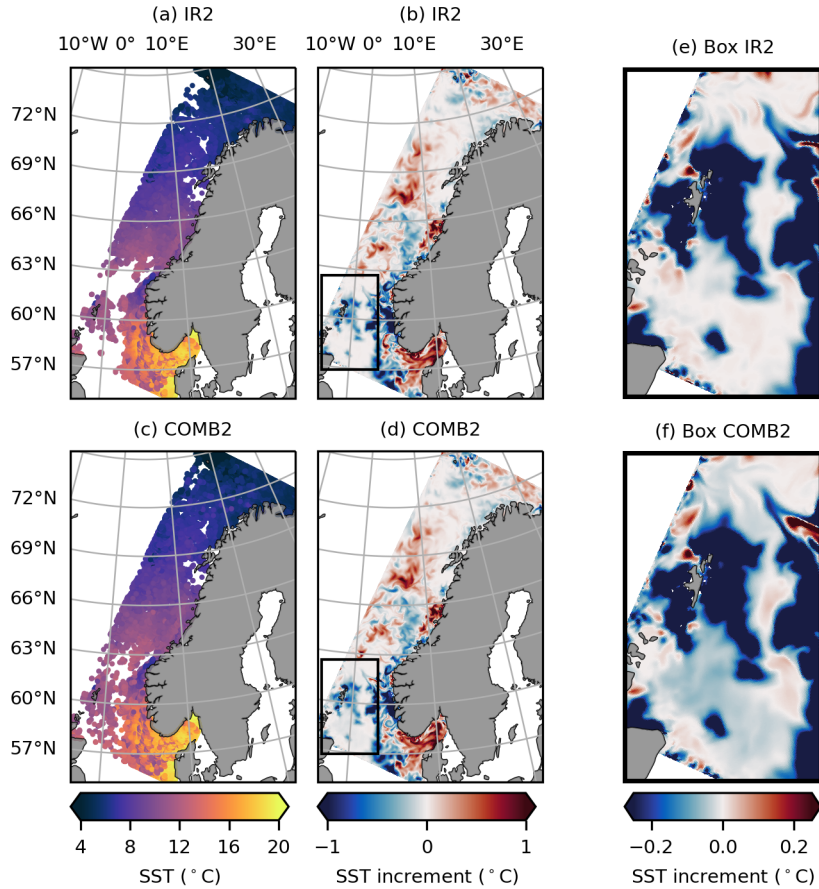 (a) IR2
(b) IR2
10°W 0° 10°E 30°E
10°W 0° 10°E 30°E
(e) Box IR2
72°N
69°N
66°N
63°N
60°N
57°N
(c) COMB2
(d) COMB2
(f) Box COMB2
72°N
69°N
66°N
63°N
60°N
57°N
4 8 12 16 20
SST (°C)
−1 0 1
SST increment (°C)
−0.2 0.0 0.2
SST increment (°C)